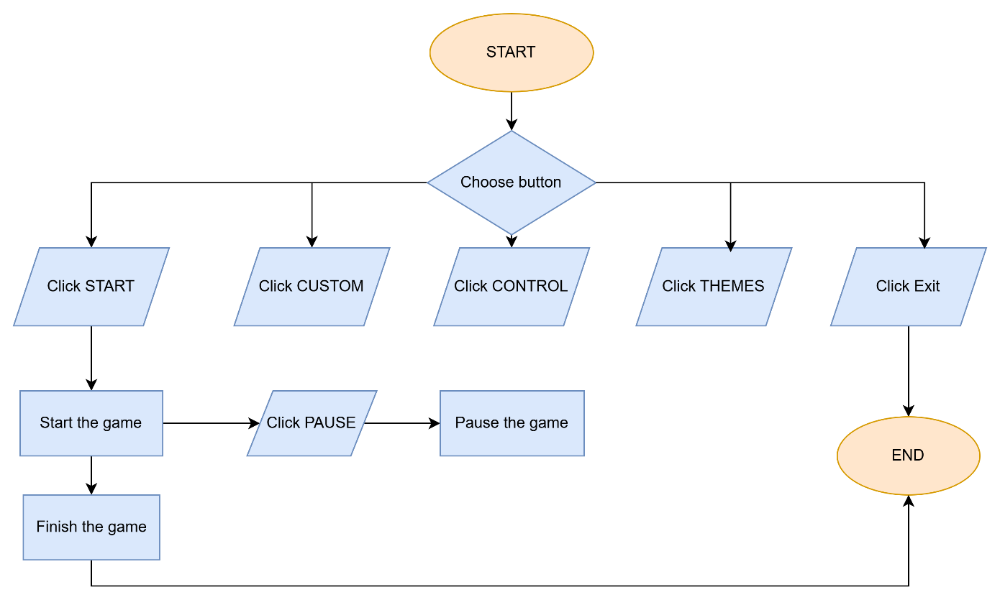 START
Choose button
Click START
Click CUSTOM
Click CONTROL
Click THEMES
Click Exit
Start the game
Click PAUSE
Pause the game
END
Finish the game